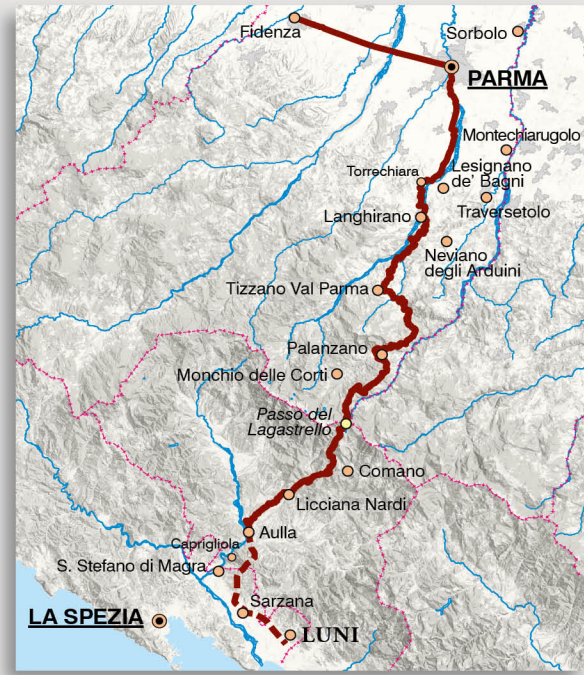 Fidenza
Sorbolo
PARMA
Montechiarugolo
Torrechiara
Lesignano
de' Bagni
Langhirano
Traversetolo
Neviano
degli Arduini
Tizzano Val Parma
Palanzano
Monchio delle Corti
Passo del
Lagastrello
Comano
Licciana Nardi
Aulla
Caprigliola
S. Stefano di Magra
Sarzana
LA SPEZIA
LUNI